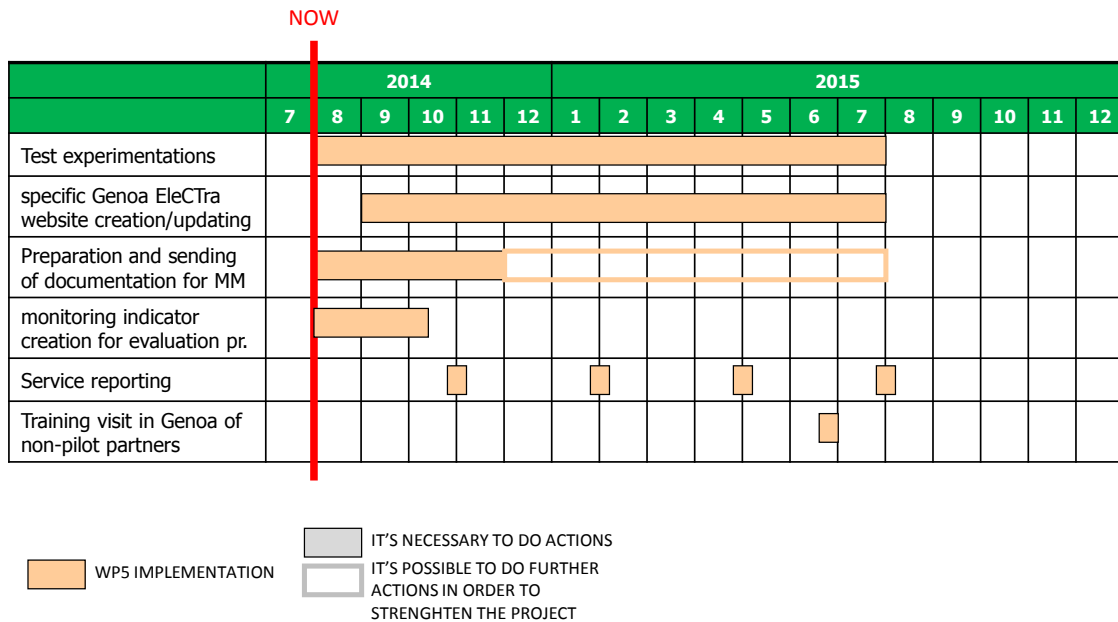 NOW
2014 2015
7 8 9 10 11 12 1 2 3 4 5 6 7 8 9 10 11 12
Test experimentations
specific Genoa EleCTra
website creation/updating
Preparation and sending
of documentation for MM
monitoring indicator
creation for evaluation pr.
Service reporting
Training visit in Genoa of
non-pilot partners
WP5 IMPLEMENTATION
IT'S NECESSARY TO DO ACTIONS
IT'S POSSIBLE TO DO FURTHER
ACTIONS IN ORDER TO
STRENGHTEN THE PROJECT